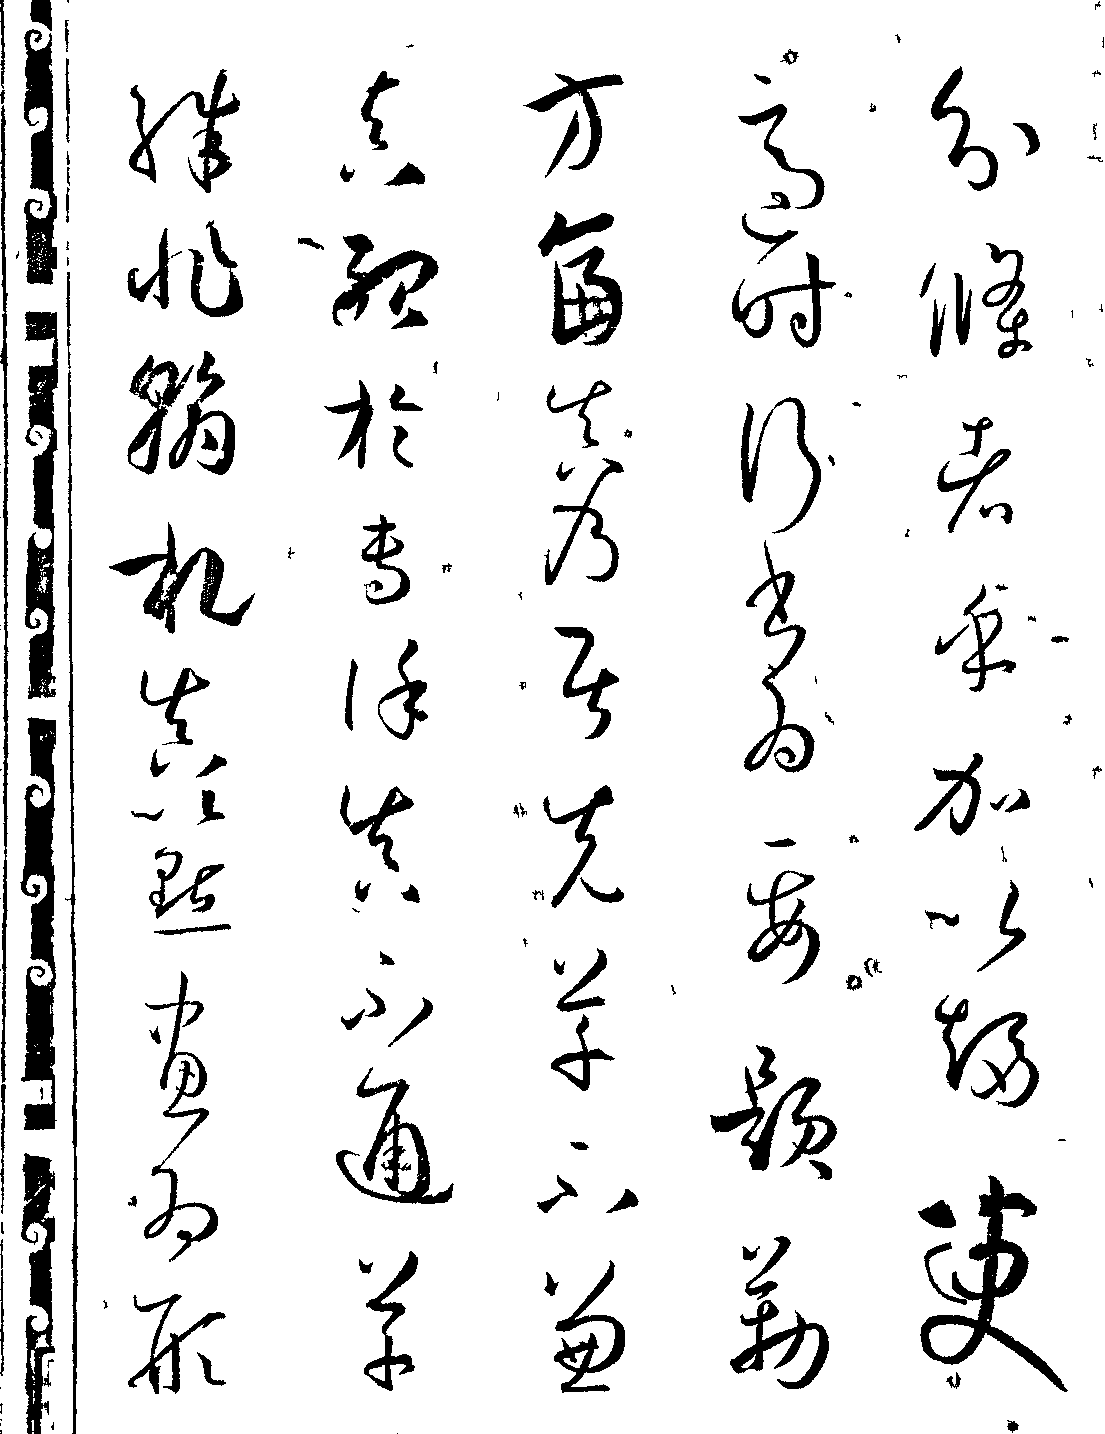 分條者乎加以趨變
適時行書為要題勒
方畐真乃居先草不兼
真殆於專謹真不通草
殊非翰札真以點畫為形